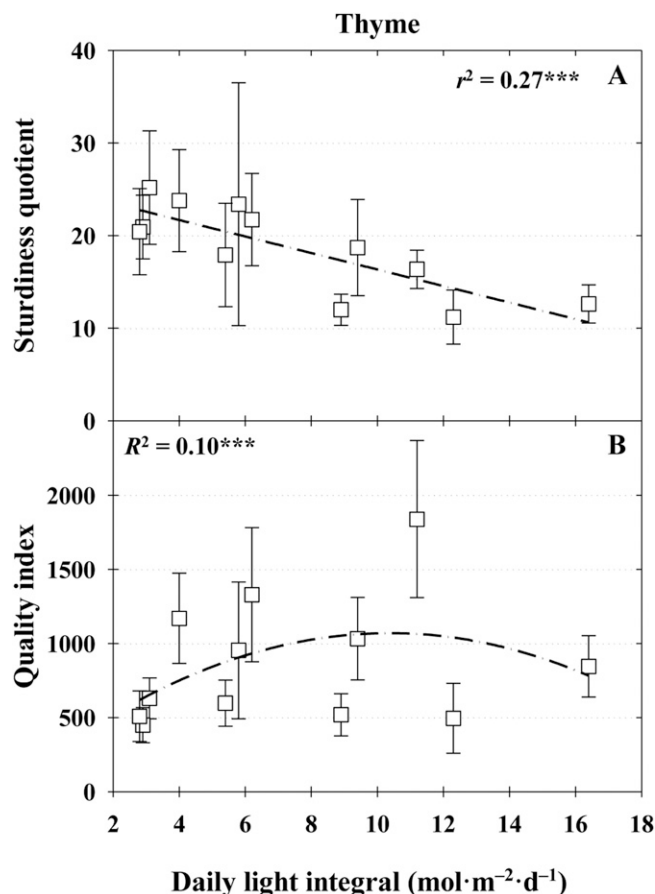 Thyme
40
30
20
10
0
Sturdiness quotient
r² = 0.27***
A
2000
1500
1000
500
0
Quality index
R² = 0.10***
B
2 4 6 8 10 12 14 16 18
Daily light integral (mol·m⁻²·d⁻¹)